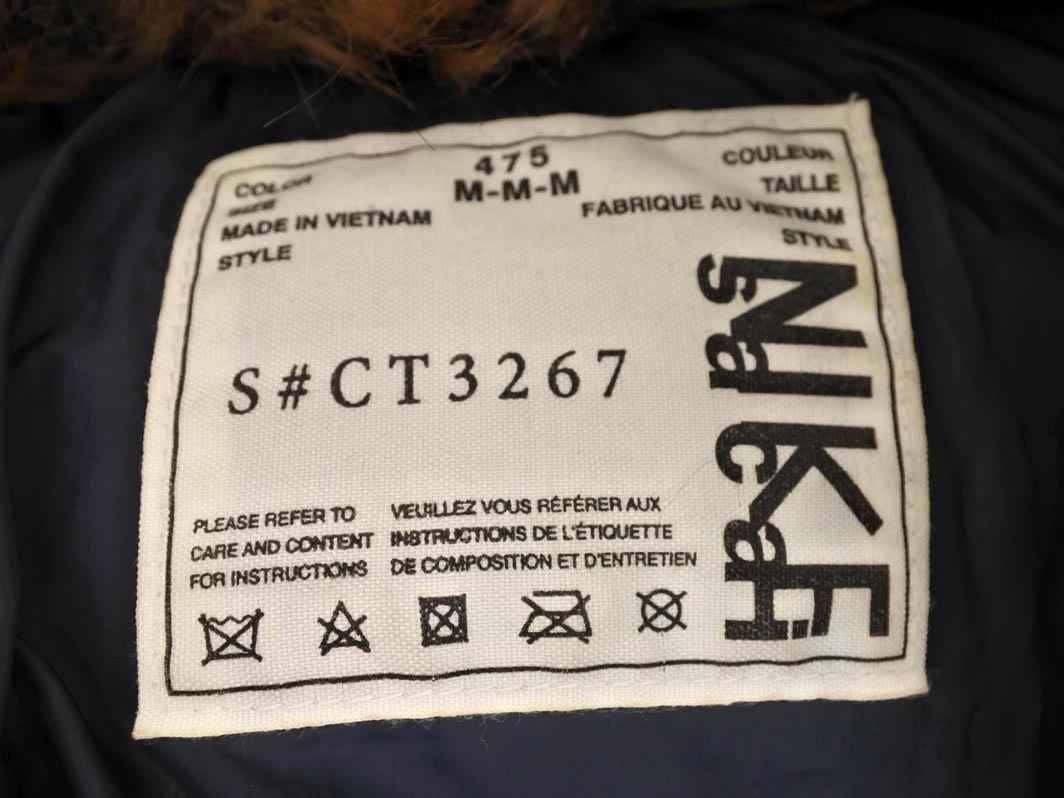 475
COLOR
COULEUR
SIZE
M-M-M
TAILLE
MADE IN VIETNAM
FABRIQUE AU VIETNAM
STYLE
STYLE
S#CT3267
PLEASE REFER TO
CARE AND CONTENT
FOR INSTRUCTIONS
VEUILLEZ VOUS RÉFÉRER AUX
INSTRUCTIONS DE L'ÉTIQUETTE
DE COMPOSITION ET D'ENTRETIEN
NIKE
sacai